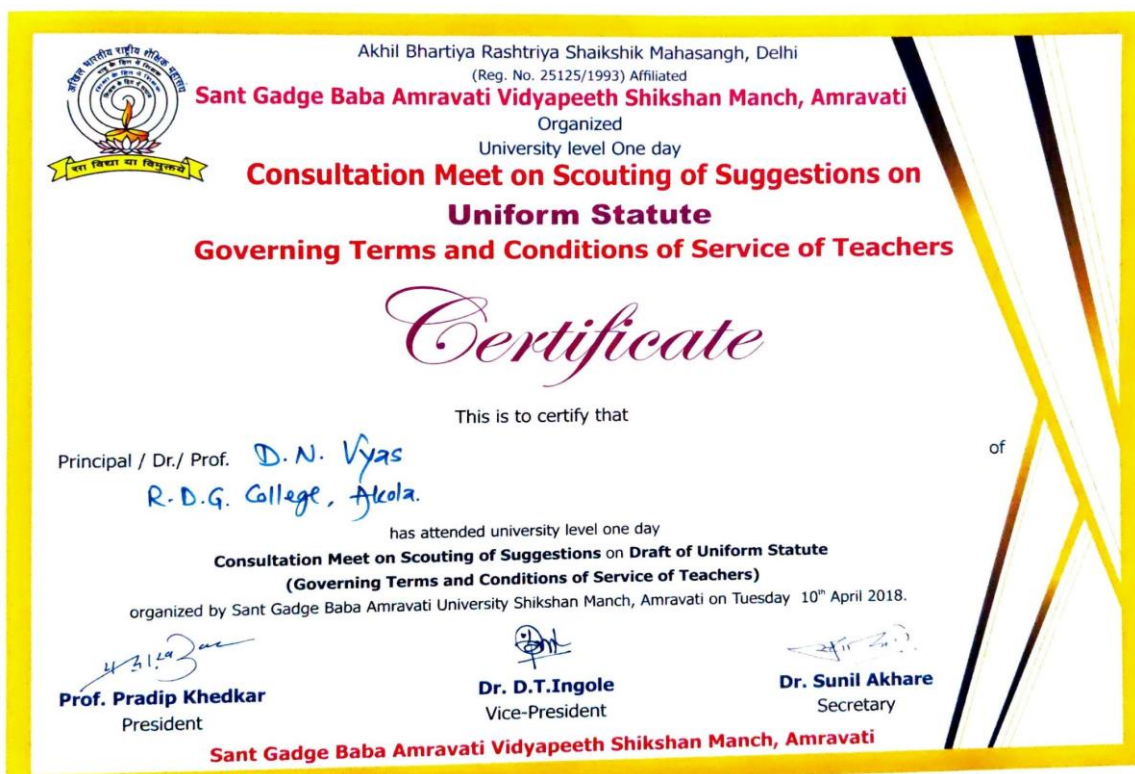 अखिल भारतीय राष्ट्रीय शैक्षिक महासंघ
सा विद्या या विमुक्तये
Akhil Bhartiya Rashtriya Shaikshik Mahasangh, Delhi
(Reg. No. 25125/1993) Affiliated
Sant Gadge Baba Amravati Vidyapeeth Shikshan Manch, Amravati
Organized
University level One day
Consultation Meet on Scouting of Suggestions on
Uniform Statute
Governing Terms and Conditions of Service of Teachers
Certificate
This is to certify that
Principal / Dr./ Prof. D. N. Vyas of
R.D.G. College, Akola.
has attended university level one day
Consultation Meet on Scouting of Suggestions on Draft of Uniform Statute
(Governing Terms and Conditions of Service of Teachers)
organized by Sant Gadge Baba Amravati University Shikshan Manch, Amravati on Tuesday 10th April 2018.
Prof. Pradip Khedkar
President
Dr. D.T.Ingole
Vice-President
Dr. Sunil Akhare
Secretary
Sant Gadge Baba Amravati Vidyapeeth Shikshan Manch, Amravati